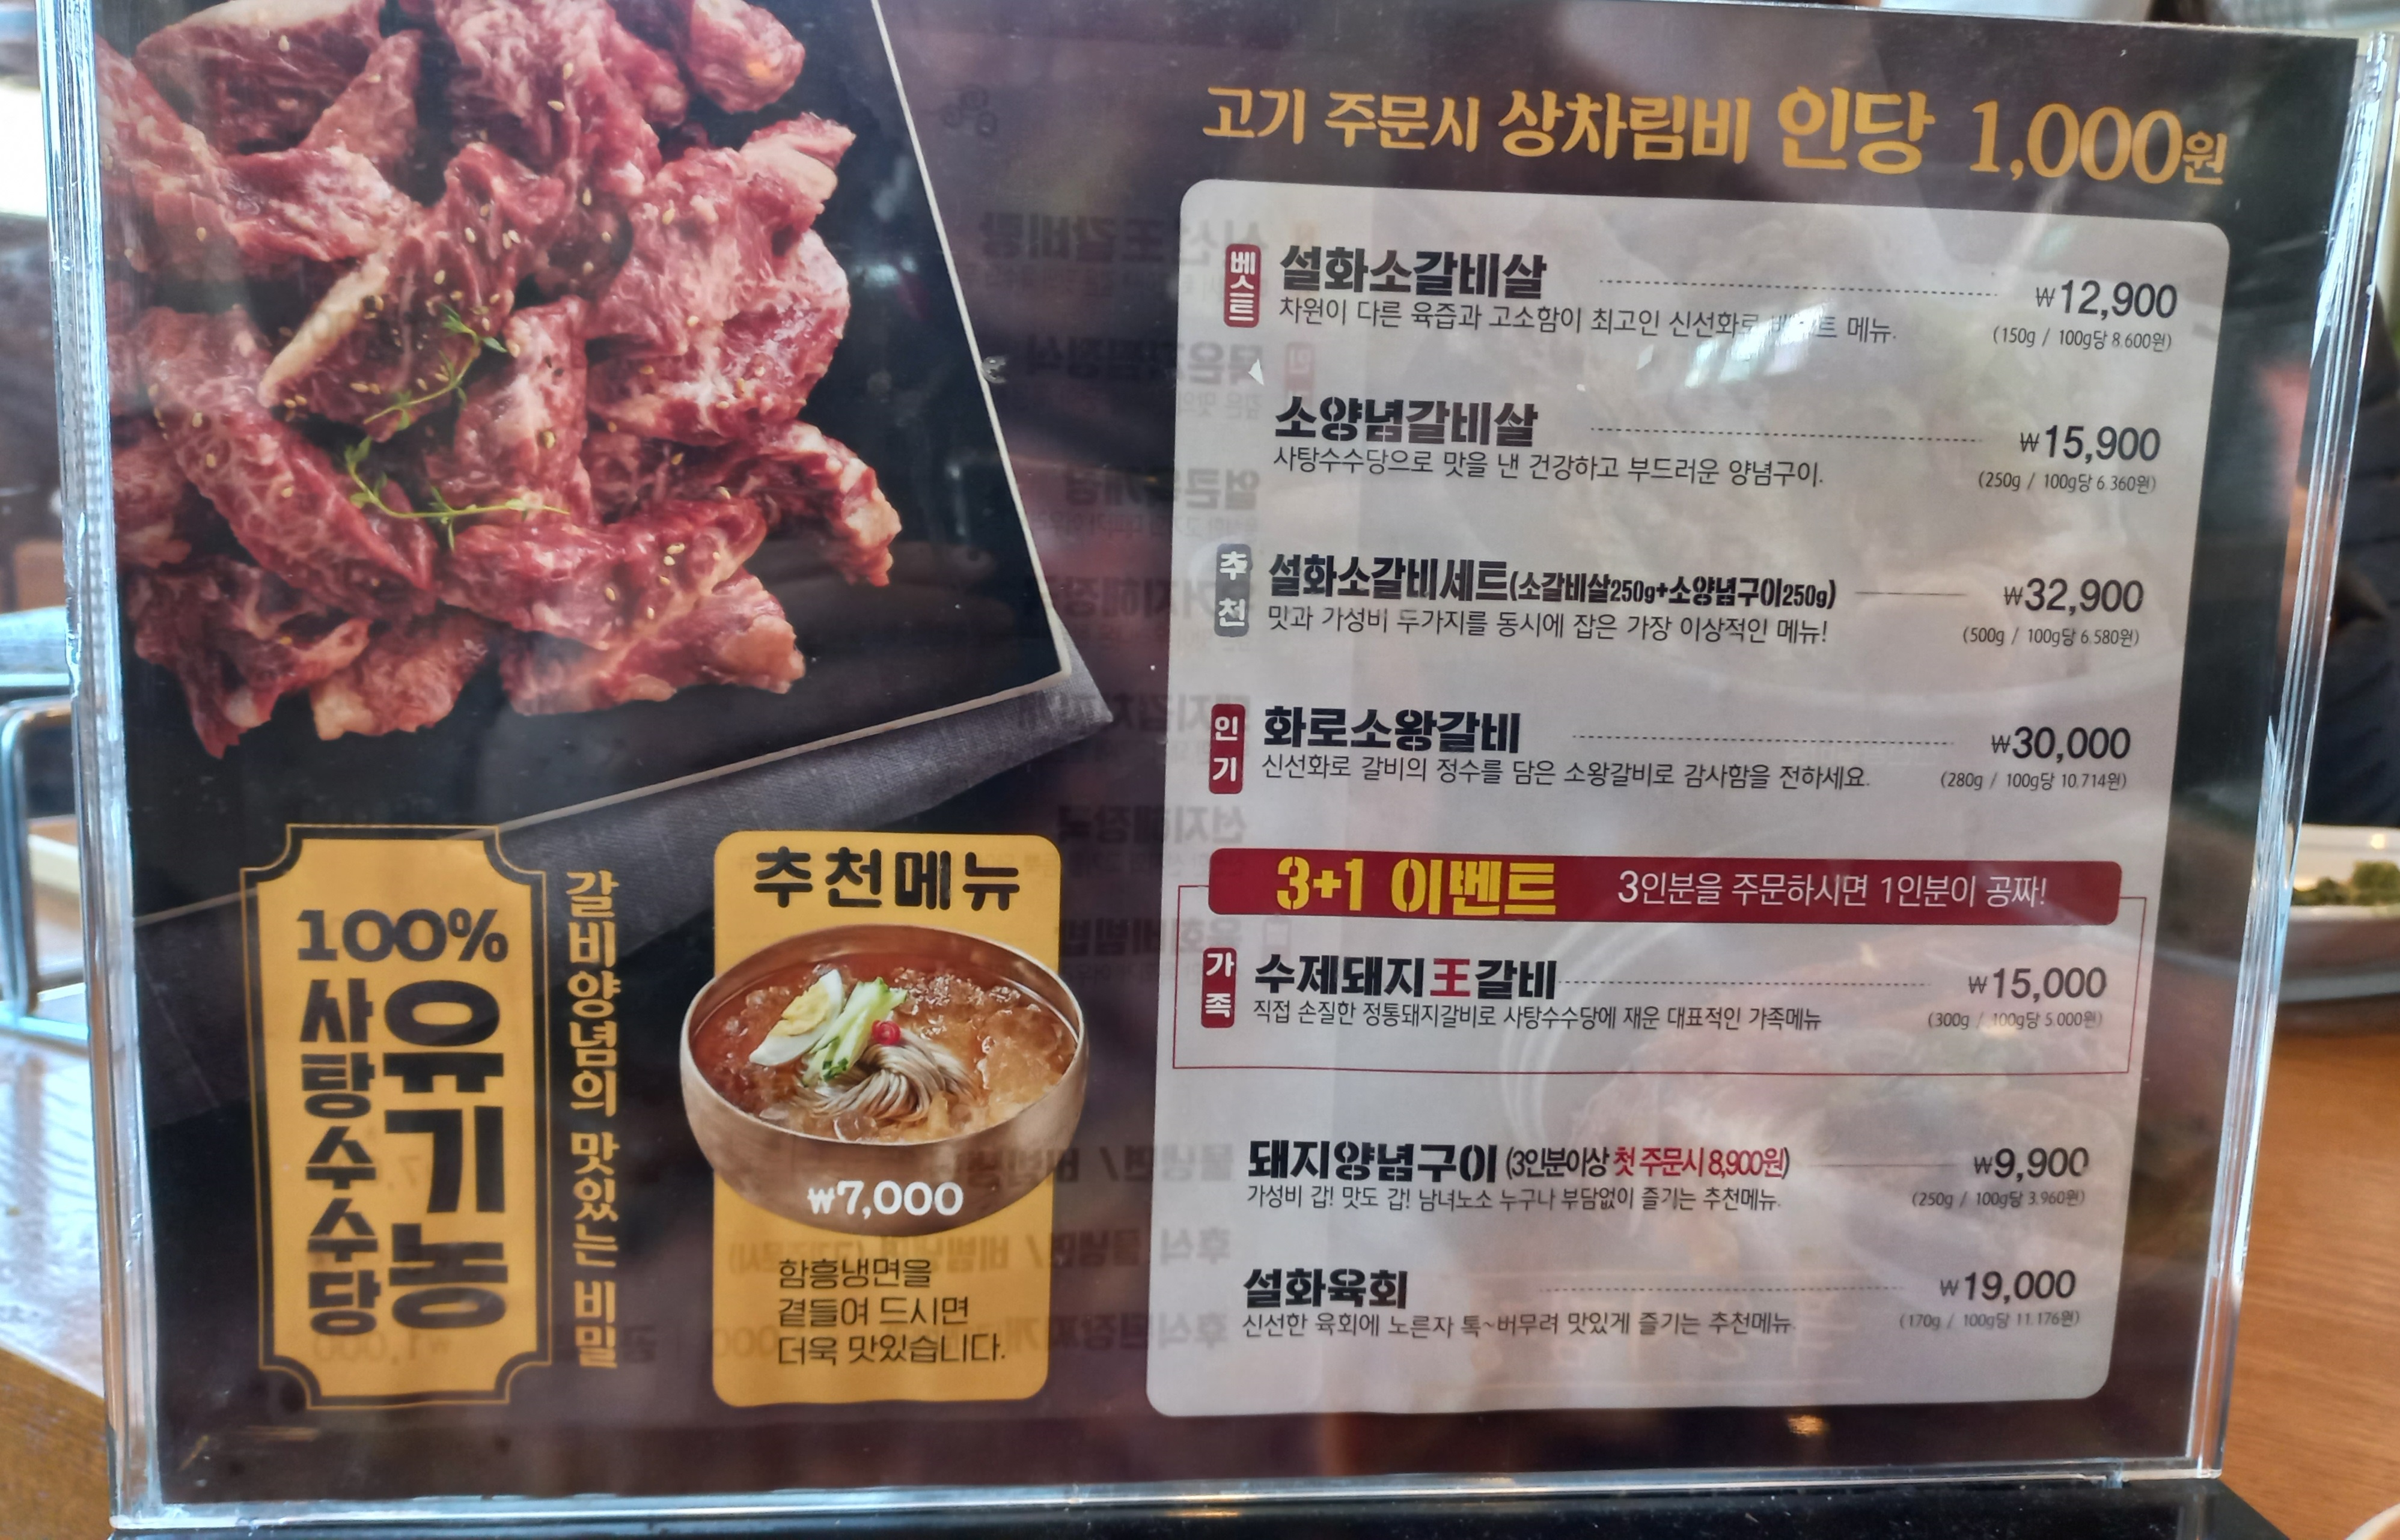 고기 주문시 상차림비 인당 1,000원
베스트 설화소갈비살 ₩12,900
차원이 다른 육즙과 고소함이 최고인 신선화로 메뉴.
(150g / 100g당 8.600원)
소양념갈비살 ₩15,900
사탕수수당으로 맛을 낸 건강하고 부드러운 양념구이.
(250g / 100g당 6.360원)
추천 설화소갈비세트(소갈비살250g+소양념구이250g) ₩32,900
맛과 가성비 두가지를 동시에 잡은 가장 이상적인 메뉴!
(500g / 100g당 6.580원)
인기 화로소왕갈비 ₩30,000
신선화로 갈비의 정수를 담은 소왕갈비로 감사함을 전하세요.
(280g / 100g당 10.714원)
3+1 이벤트 3인분을 주문하시면 1인분이 공짜!
가족 수제돼지王갈비 ₩15,000
직접 손질한 정통돼지갈비로 사탕수수당에 재운 대표적인 가족메뉴
(300g / 100g당 5.000원)
돼지양념구이 (3인분이상 첫 주문시 8,900원) ₩9,900
가성비 갑! 맛도 갑! 남녀노소 누구나 부담없이 즐기는 추천메뉴.
(250g / 100g당 3.960원)
설화육회 ₩19,000
신선한 육회에 노른자 톡~버무려 맛있게 즐기는 추천메뉴.
(170g / 100g당 11.176원)
100%
유기농
사탕수수당
갈비양념의 맛있는 비밀
추천메뉴
₩7,000
함흥냉면을
곁들여 드시면
더욱 맛있습니다.